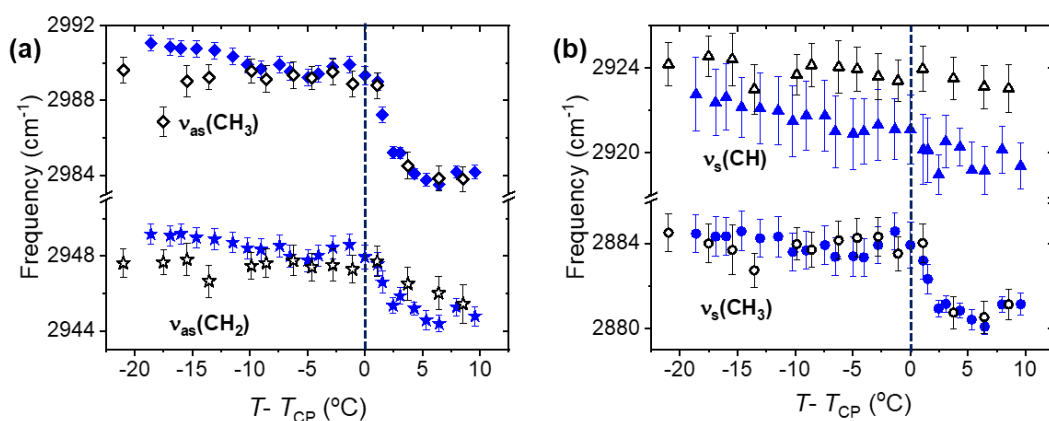 (a)
Frequency (cm⁻¹)
2992
2988
2984
2948
2944
νas(CH₃)
νas(CH₂)
-20 -15 -10 -5 0 5 10
T- TCP (ºC)
(b)
Frequency (cm⁻¹)
2924
2920
2884
2880
νs(CH)
νs(CH₃)
-20 -15 -10 -5 0 5 10
T- TCP (ºC)